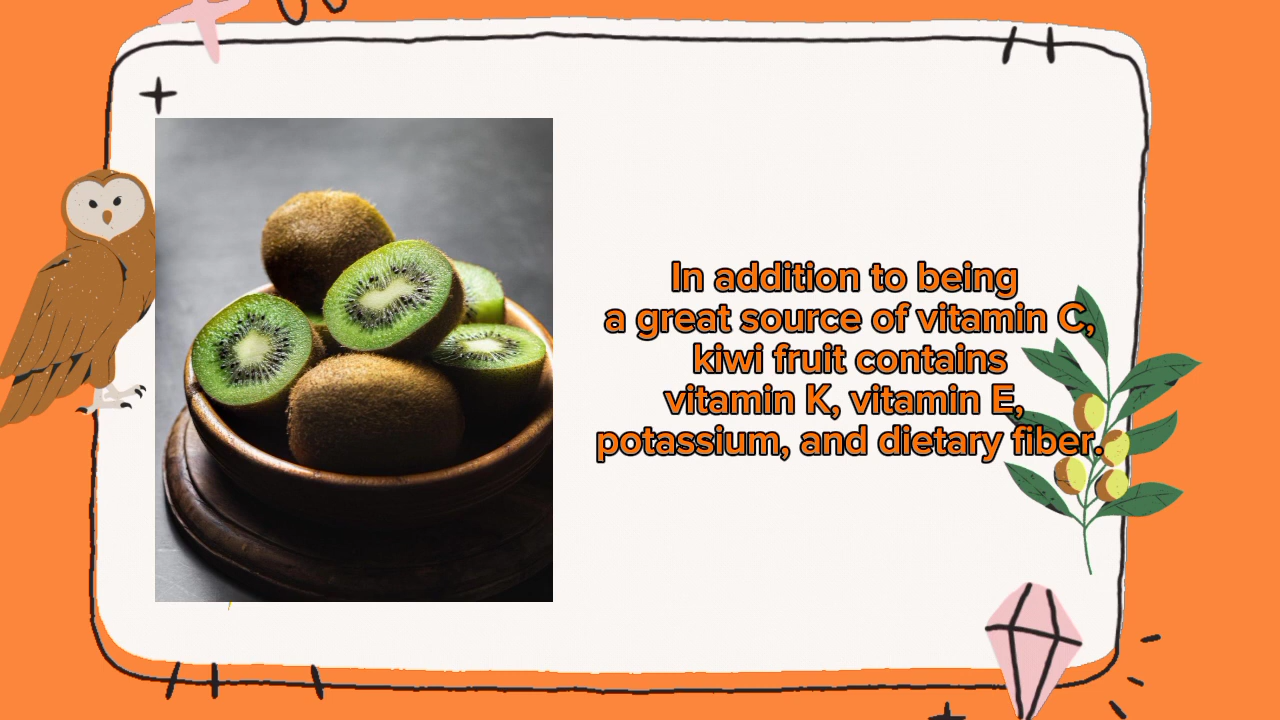 In addition to being
a great source of vitamin C,
kiwi fruit contains
vitamin K, vitamin E,
potassium, and dietary fiber.